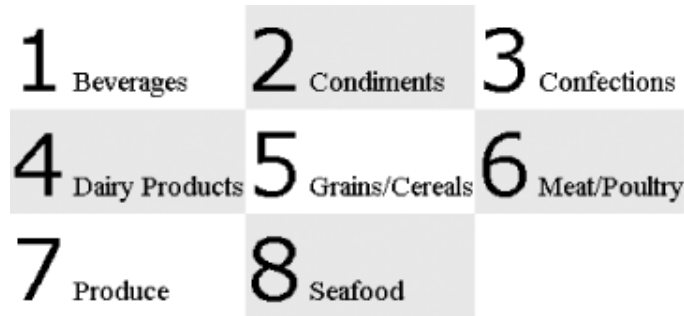 1 Beverages 2 Condiments 3 Confections
4 Dairy Products 5 Grains/Cereals 6 Meat/Poultry
7 Produce 8 Seafood